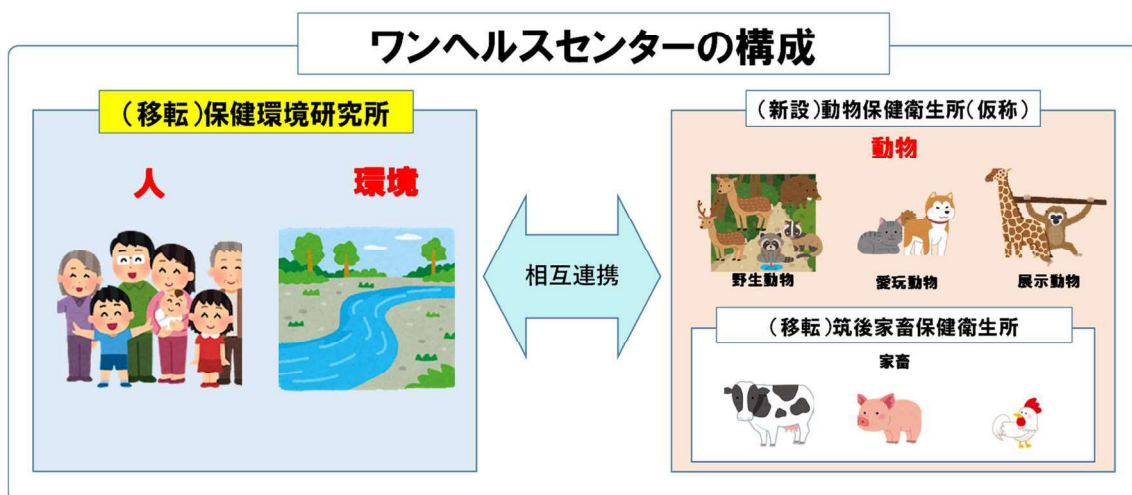 ワンヘルスセンターの構成
(移転)保健環境研究所
人
環境
相互連携
(新設)動物保健衛生所(仮称)
動物
野生動物
愛玩動物
展示動物
(移転)筑後家畜保健衛生所
家畜